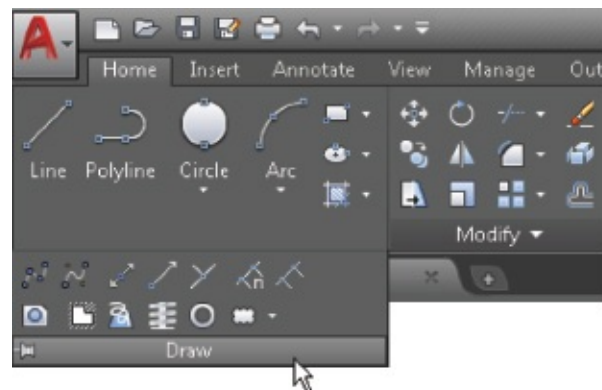 A
Home Insert Annotate View Manage Out
Line Polyline Circle Arc
Modify
n
Draw